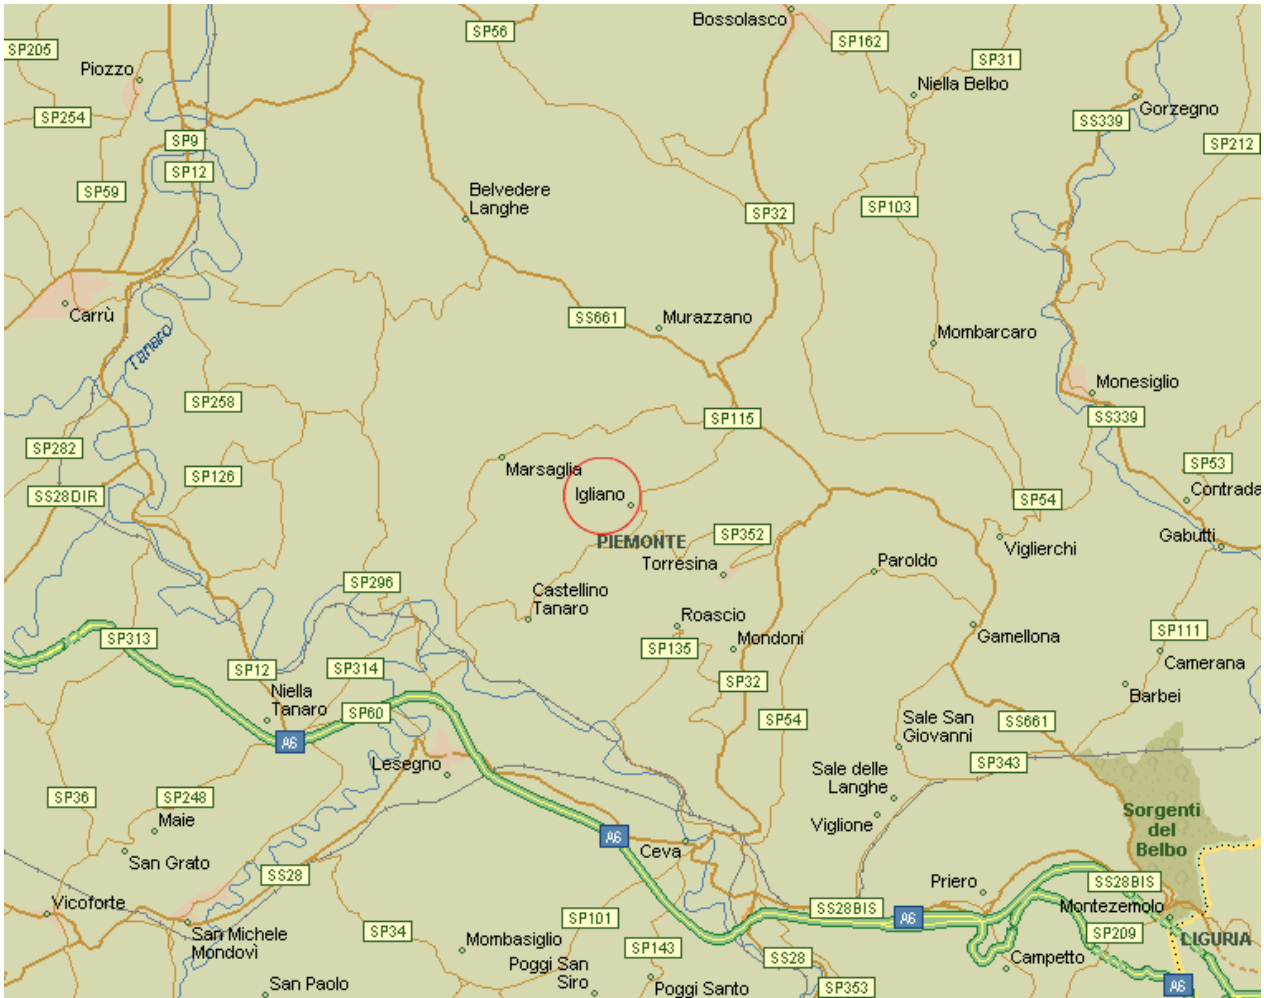 Bossolasco
SP56
SP205
SP162
SP31
Piozzo
Niella Belbo
Gorzegno
SP254
SS339
SP9
SP212
SP12
SP59
Belvedere
Langhe
SP103
SP32
Carrù
SS661
Murazzano
Tanaro
Mombarcaro
Monesiglio
SP258
SP115
SS339
SP282
Marsaglia
SP53
SP126
SS28DIR
Igliano
SP54
Contrada
PIEMONTE
SP352
Viglierchi
Gabutti
Torresina
Paroldo
SP296
Castellino
Tanaro
Roascio
SP313
Mondoni
Gamellona
SP111
SP135
SP12
SP314
Camerana
SP32
Niella
Tanaro
Barbei
SP60
SP54
Sale San
Giovanni
SS661
A6
Lesegno
SP343
Sale delle
Langhe
SP36
SP248
Maie
Viglione
Sorgenti
del
Belbo
A6
Ceva
San Grato
SS28
Priero
SS28BIS
Vicoforte
SS28BIS
A6
Montezemolo
SP101
San Michele
Mondovì
SP34
SP209
LIGURIA
Mombasiglio
SP143
SS28
Campetto
Poggi San
Siro
San Paolo
Poggi Santo
SP353
A6